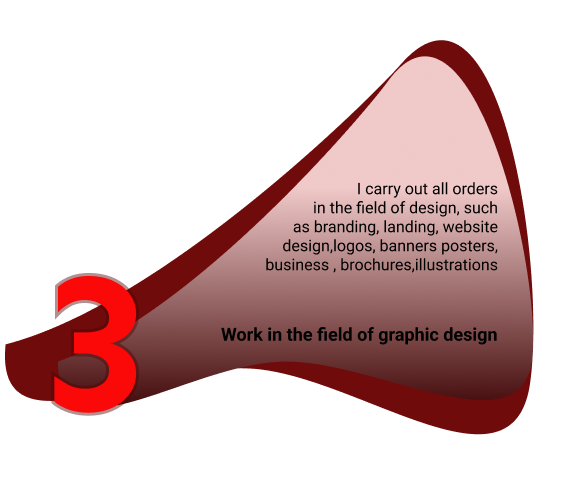 I carry out all orders
in the field of design, such
as branding, landing, website
design,logos, banners posters,
business , brochures,illustrations
3
Work in the field of graphic design